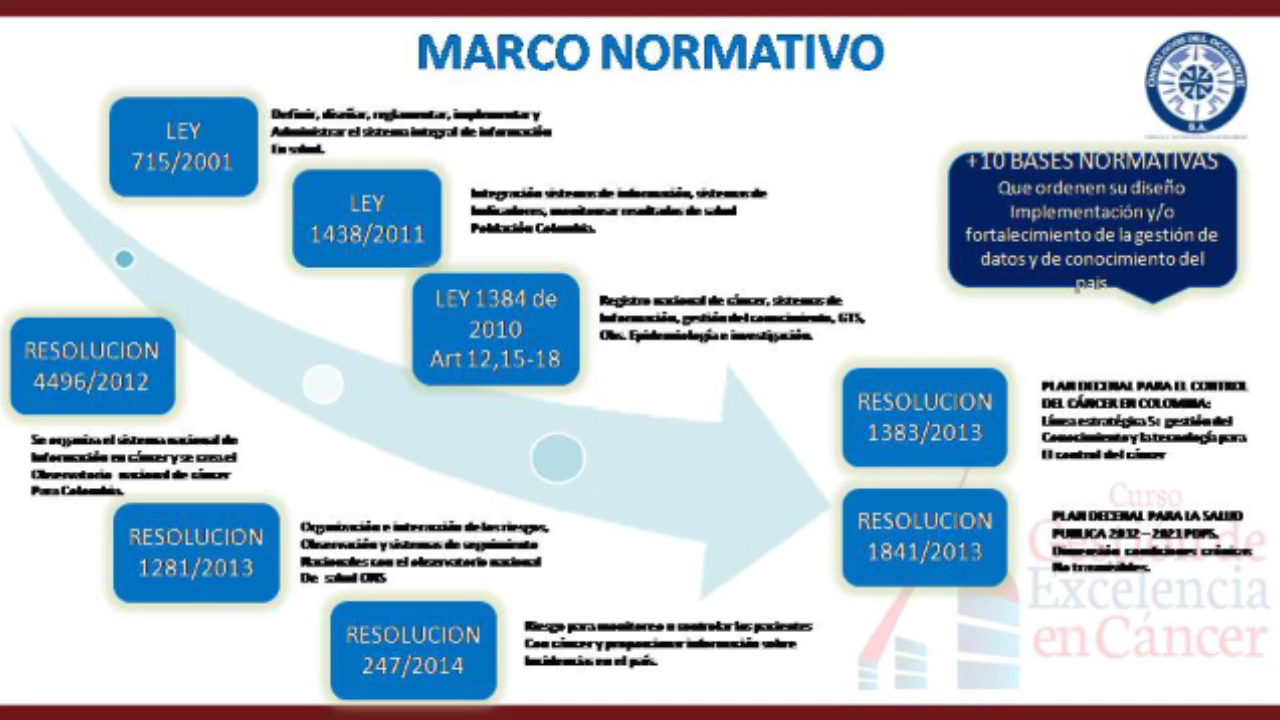 MARCO NORMATIVO
ONCOLOGOS DEL OCCIDENTE
S.A.
LEY
715/2001
Definir, diseñar, reglamentar, implementar y
Administrar el sistema integral de información
En salud.
LEY
1438/2011
Integración sistemas de información, sistemas de
Indicadores, monitorear resultados de salud
Población Colombia.
+10 BASES NORMATIVAS
Que ordenen su diseño
Implementación y/o
fortalecimiento de la gestión de
datos y de conocimiento del
pais
LEY 1384 de
2010
Art 12,15-18
Registro nacional de cáncer, sistemas de
Información, gestión del conocimiento, GTS,
Obs. Epidemiología e investigación.
RESOLUCION
4496/2012
Se organiza el sistema nacional de
Información en cáncer y se crea el
Observatorio nacional de cáncer
Para Colombia.
RESOLUCION
1383/2013
PLAN DECENAL PARA EL CONTROL
DEL CÁNCER EN COLOMBIA:
Línea estratégica 5: gestión del
Conocimiento y la tecnología para
El control del cáncer
RESOLUCION
1281/2013
Organización e interacción de los riesgos,
Observación y sistemas de seguimiento
Nacionales con el observatorio nacional
De salud ONS
RESOLUCION
1841/2013
PLAN DECENAL PARA LA SALUD
PUBLICA 2012 – 2021 PDPS.
Dimensión condiciones crónicas
No trasmisibles.
RESOLUCION
247/2014
Riesgo para monitoreo o controlar los pacientes
Con cáncer y proporcionar información sobre
Incidencias en el país.
Curso
Gestión de
Excelencia
en Cáncer